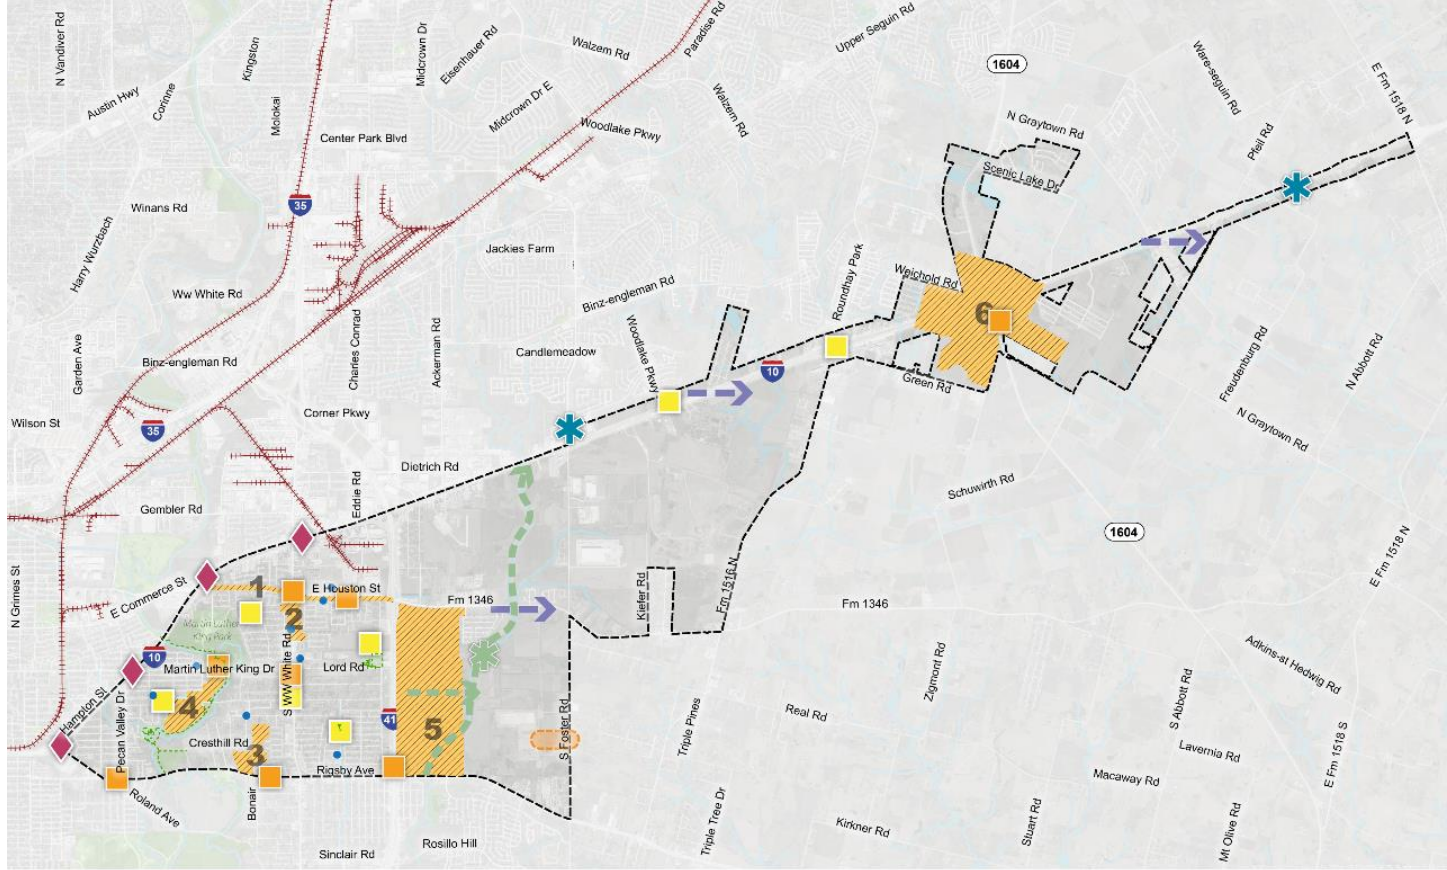 N Vandiver Rd
Kingston
Midcrown Dr
Eisenhauer Rd
Walzem Rd
Paradise Rd
Upper Seguin Rd
1604
Ware-seguin Rd
E Fm 1518 N
Austin Hwy
Corinne
Molokai
Center Park Blvd
Midcrown Dr E
Woodlake Pkwy
Walzem Rd
N Graytown Rd
Pfeil Rd
Scenic Lake Dr
Winans Rd
35
Harry Wurzbach
Jackies Farm
Ww White Rd
Binz-engleman Rd
Roundhay Park
Weichold Rd
6
Garden Ave
Binz-engleman Rd
Charles Conrad
Ackerman Rd
Candlemeadow
Woodlake Pkwy
10
Green Rd
Freudenburg Rd
N Abbott Rd
Wilson St
35
Corner Pkwy
N Graytown Rd
Dietrich Rd
Eddie Rd
Schuwirth Rd
Gembler Rd
1604
N Grimes St
E Commerce St
1
E Houston St
Fm 1346
Kiefer Rd
Fm 1516 N
Fm 1346
E Fm 1518 N
2
Martin Luther
King Park
10
Martin Luther King Dr
S WW White Rd
Lord Rd
Zigmont Rd
Adkins-st Hedwig Rd
Hampton St
Pecan Valley Dr
4
41
5
S Foster Rd
Triple Pines
Real Rd
S Abbott Rd
Cresthill Rd
3
Lavernia Rd
E Fm 1518 S
Rigsby Ave
Macaway Rd
Roland Ave
Bonair
Rosillo Hill
Triple Tree Dr
Kirkner Rd
Stuart Rd
Mt Olive Rd
Sinclair Rd